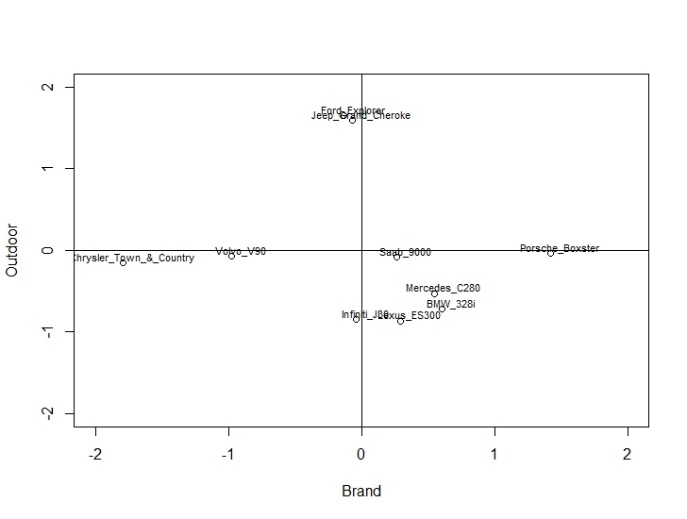 2
Ford_Explorer
Jeep_Grand_Cheroke
1
Outdoor
0
Chrysler_Town_&_Country
Volvo_V90
Saab_9000
Porsche_Boxster
Mercedes_C280
BMW_328i
-1
Infiniti_J30
Lexus_ES300
-2
-2 -1 0 1 2
Brand